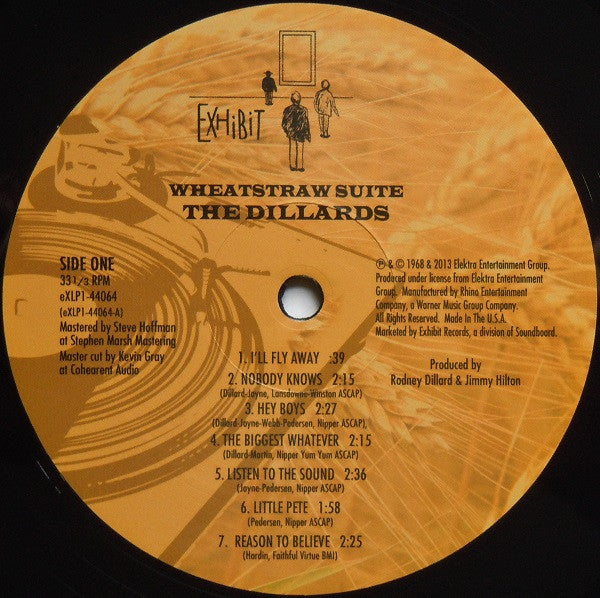 EXHiBiT
WHEATSTRAW SUITE
THE DILLARDS
SIDE ONE
33 1/3 RPM
eXLP1-44064
(eXLP1-44064-A)
Mastered by Steve Hoffman
at Stephen Marsh Mastering
Master cut by Kevin Gray
at Cohearent Audio
℗ & © 1968 & 2013 Elektra Entertainment Group.
Produced under license from Elektra Entertainment
Group. Manufactured by Rhino Entertainment
Company, a Warner Music Group Company.
All Rights Reserved. Made In The U.S.A.
Marketed by Exhibit Records, a division of Soundboard.
Produced by
Rodney Dillard & Jimmy Hilton
1. I'LL FLY AWAY :39
2. NOBODY KNOWS 2:15
(Dillard-Jayne, Lansdowne-Winston ASCAP)
3. HEY BOYS 2:27
(Dillard-Jayne-Webb-Pedersen, Nipper ASCAP),
4. THE BIGGEST WHATEVER 2:15
(Dillard-Martin, Nipper Yum Yum ASCAP)
5. LISTEN TO THE SOUND 2:36
(Jayne-Pedersen, Nipper ASCAP)
6. LITTLE PETE 1:58
(Pedersen, Nipper ASCAP)
7. REASON TO BELIEVE 2:25
(Hardin, Faithful Virtue BMI)